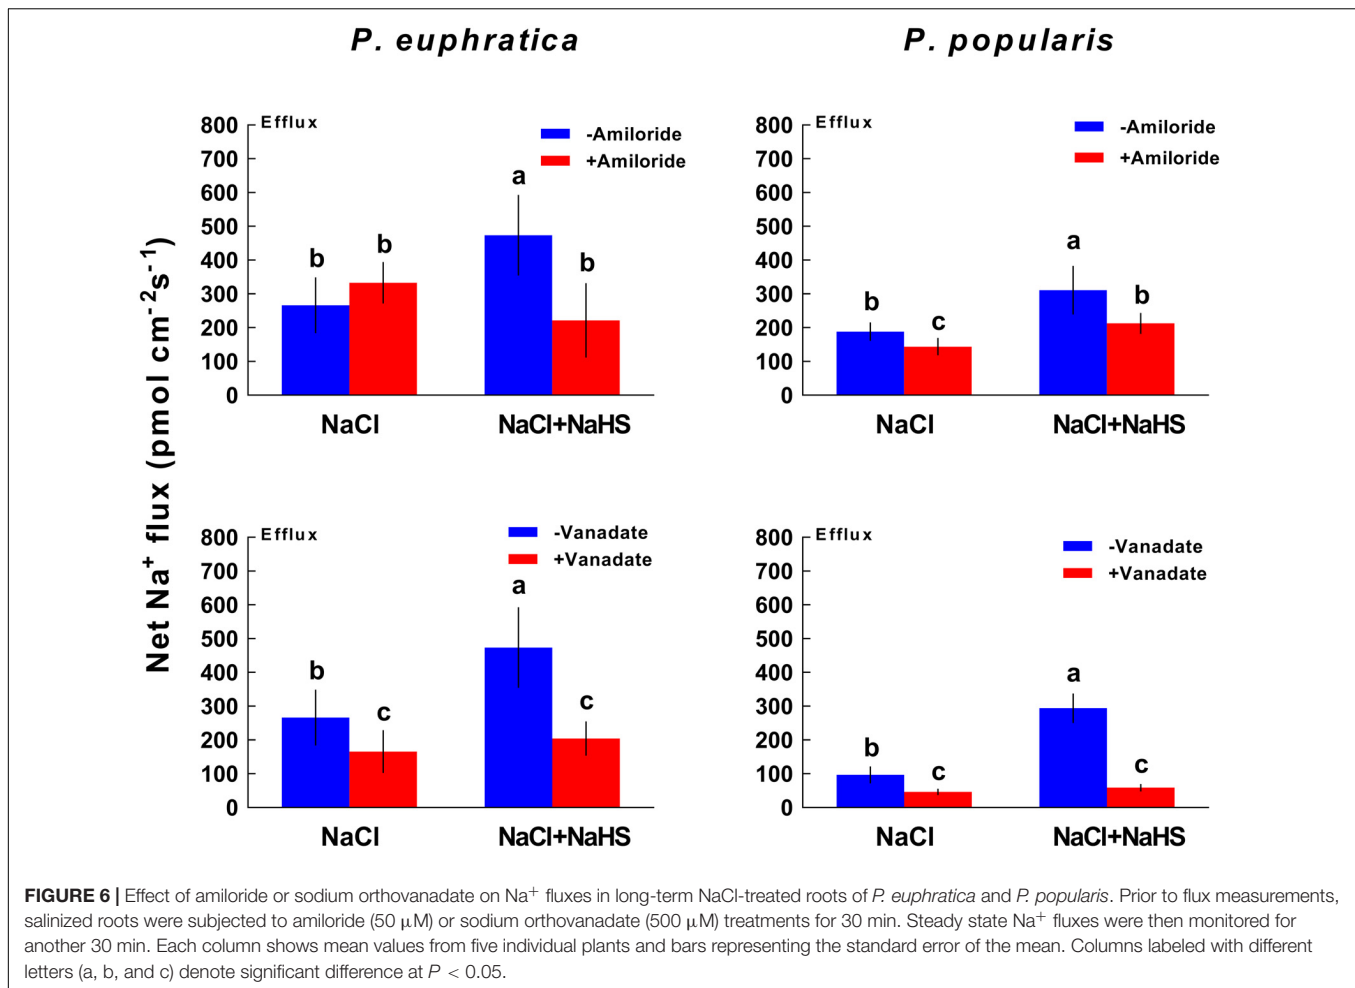 P. euphratica
P. popularis
Net Na+ flux (pmol cm-2s-1)
Efflux
-Amiloride
+Amiloride
800
700
600
500
400
300
200
100
0
b
b
a
b
NaCl
NaCl+NaHS
Efflux
-Amiloride
+Amiloride
800
700
600
500
400
300
200
100
0
b
c
a
b
NaCl
NaCl+NaHS
Efflux
-Vanadate
+Vanadate
800
700
600
500
400
300
200
100
0
b
c
a
c
NaCl
NaCl+NaHS
Efflux
-Vanadate
+Vanadate
800
700
600
500
400
300
200
100
0
b
c
a
c
NaCl
NaCl+NaHS
FIGURE 6 | Effect of amiloride or sodium orthovanadate on Na+ fluxes in long-term NaCl-treated roots of P. euphratica and P. popularis. Prior to flux measurements,
salinized roots were subjected to amiloride (50 μM) or sodium orthovanadate (500 μM) treatments for 30 min. Steady state Na+ fluxes were then monitored for
another 30 min. Each column shows mean values from five individual plants and bars representing the standard error of the mean. Columns labeled with different
letters (a, b, and c) denote significant difference at P < 0.05.